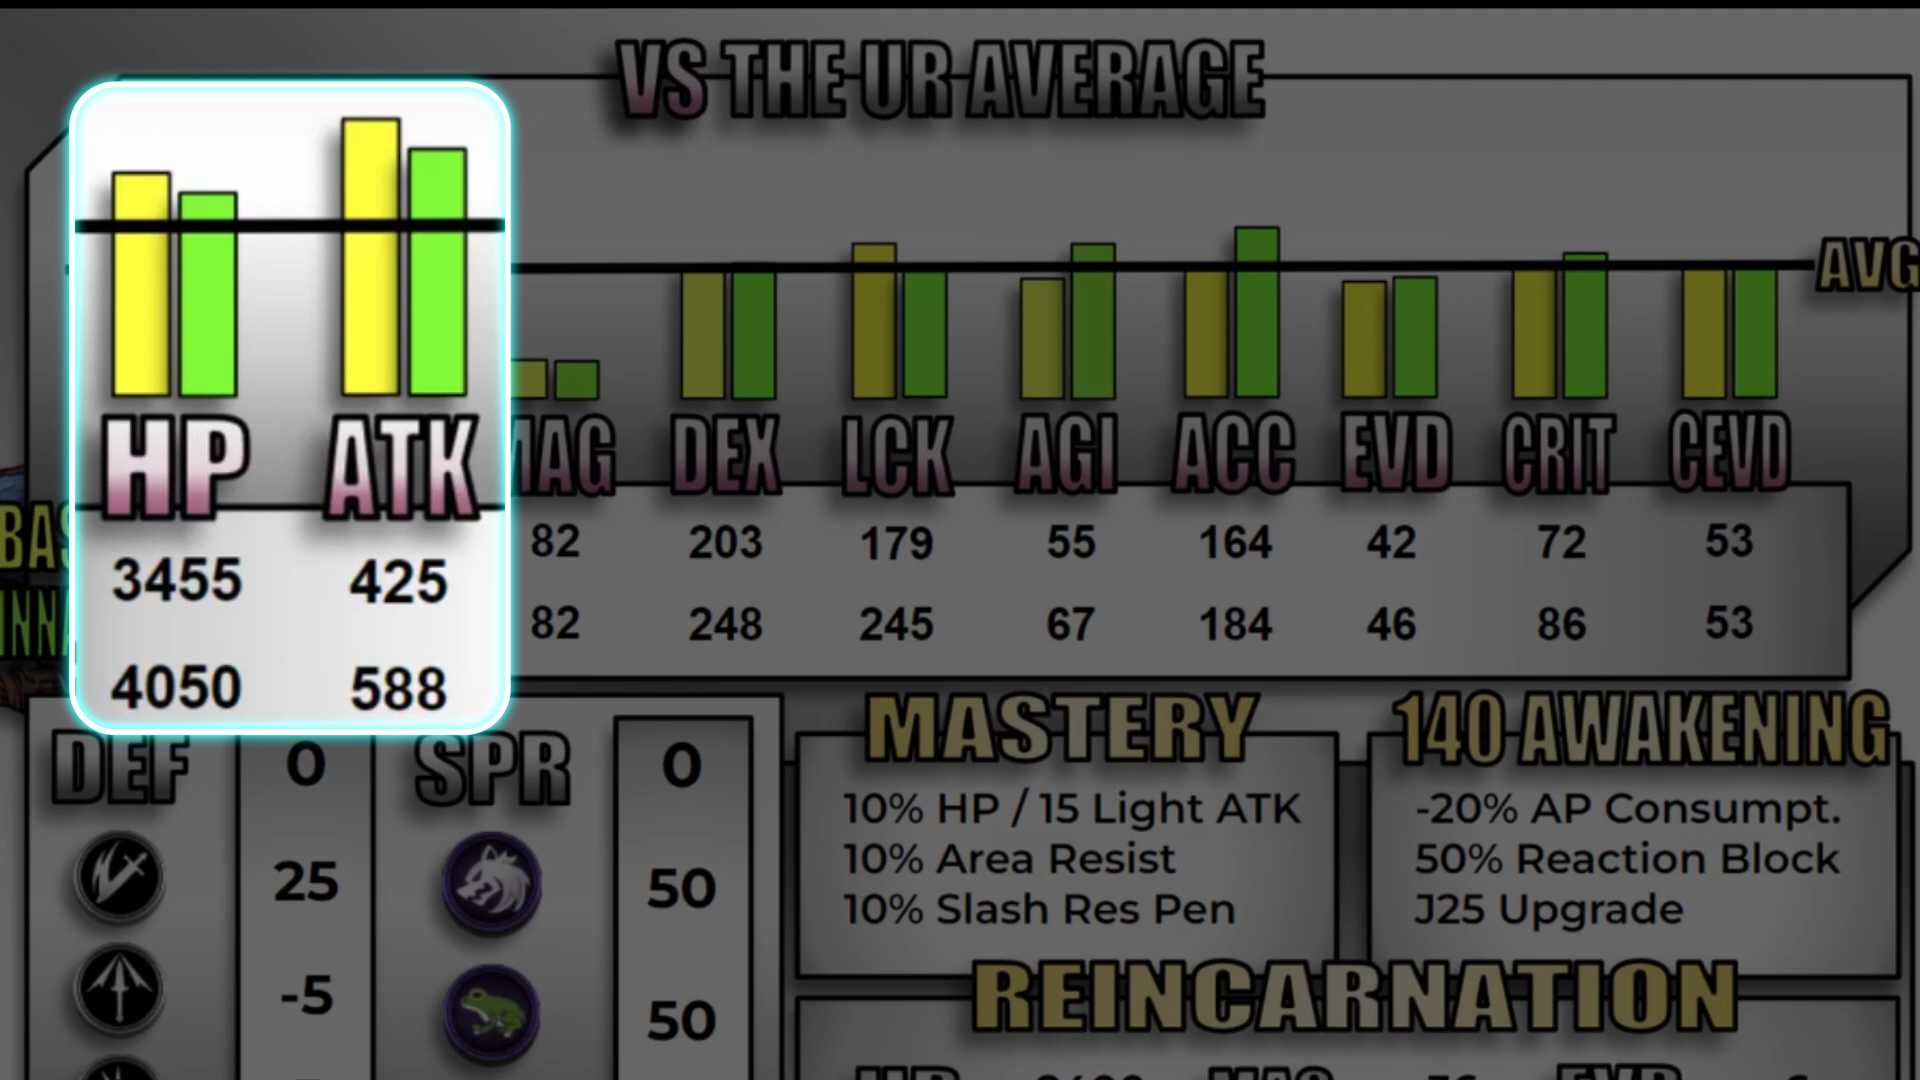 VS THE UR AVERAGE
AVG
HP ATK MAG DEX LCK AGI ACC EVD CRIT CEVD
BAS 3455 425 82 203 179 55 164 42 72 53
INN 4050 588 82 248 245 67 184 46 86 53
DEF 0 SPR 0
25 50
-5 50
MASTERY
10% HP / 15 Light ATK
10% Area Resist
10% Slash Res Pen
140 AWAKENING
-20% AP Consumpt.
50% Reaction Block
J25 Upgrade
REINCARNATION